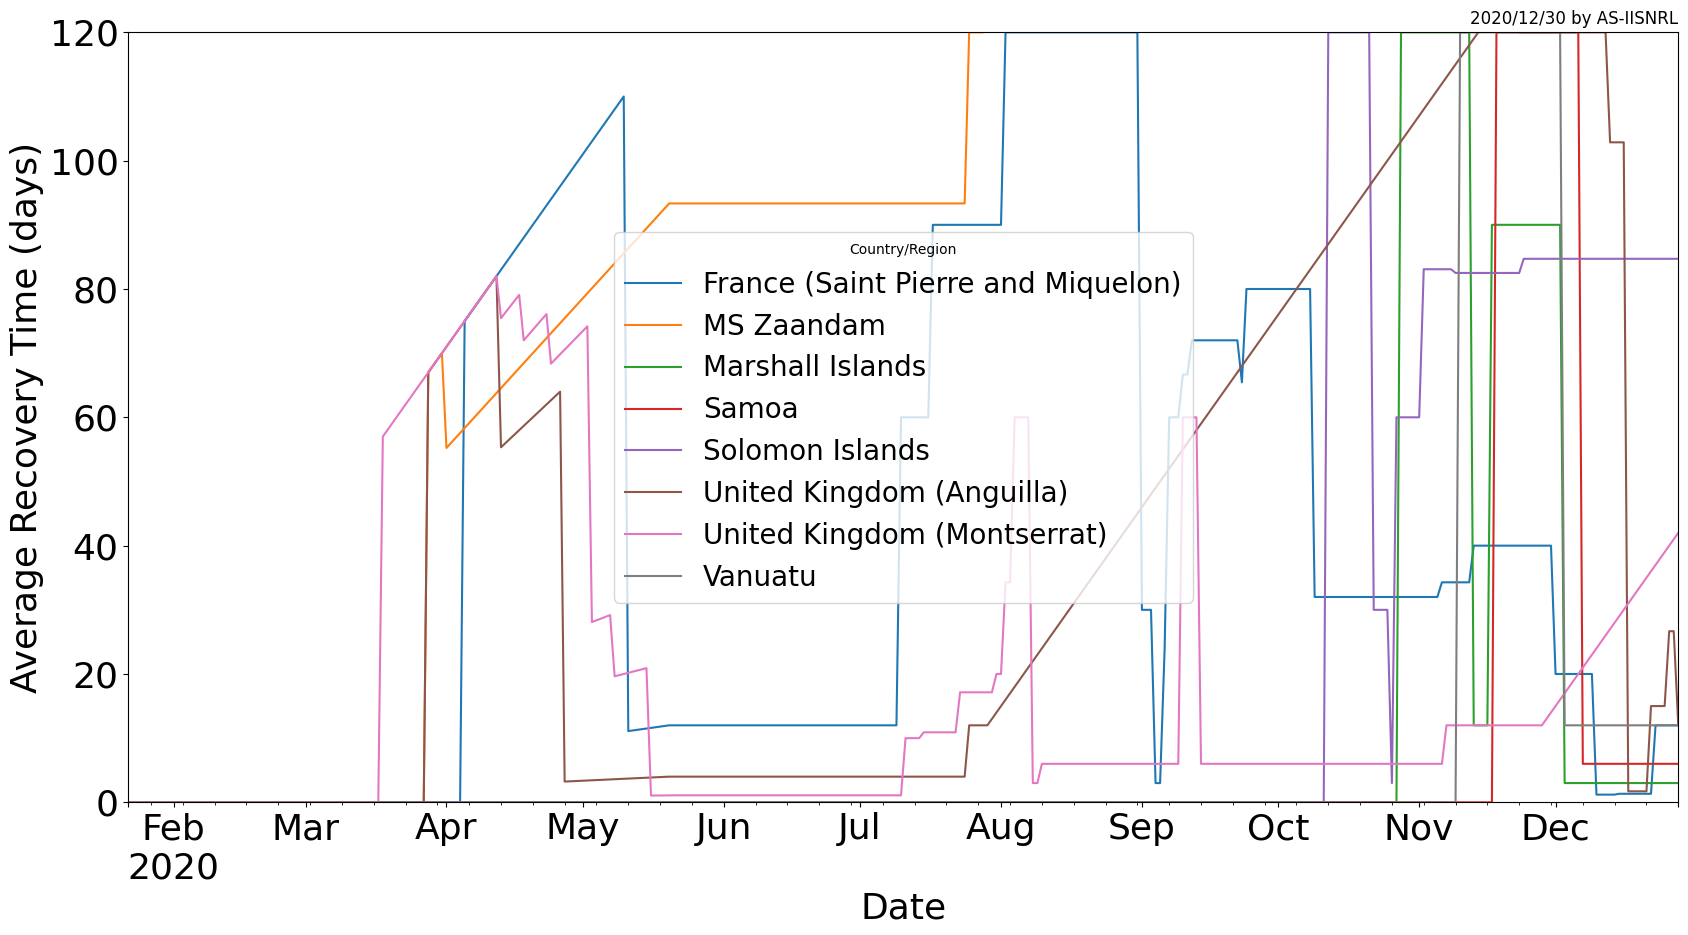 2020/12/30 by AS-IISNRL
120
100
80
60
40
20
0
Average Recovery Time (days)
Country/Region
France (Saint Pierre and Miquelon)
MS Zaandam
Marshall Islands
Samoa
Solomon Islands
United Kingdom (Anguilla)
United Kingdom (Montserrat)
Vanuatu
Feb Mar Apr May Jun Jul Aug Sep Oct Nov Dec
2020
Date